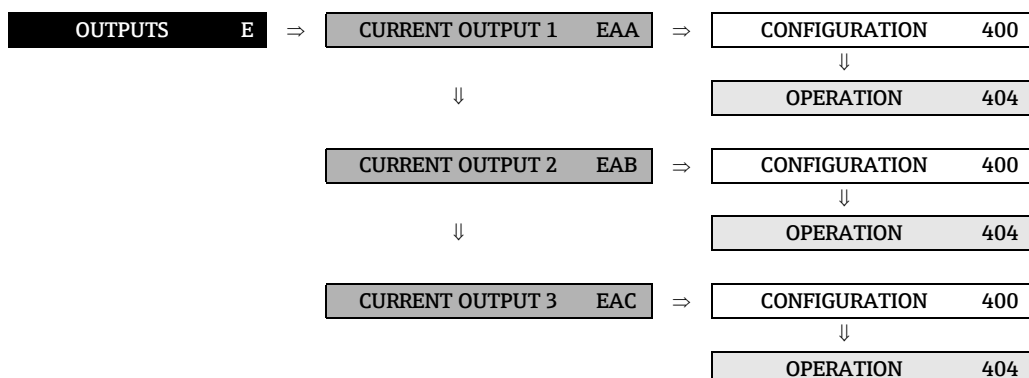 OUTPUTS E ⇒ CURRENT OUTPUT 1 EAA ⇒ CONFIGURATION 400
⇓
⇓ OPERATION 404
CURRENT OUTPUT 2 EAB ⇒ CONFIGURATION 400
⇓
⇓ OPERATION 404
CURRENT OUTPUT 3 EAC ⇒ CONFIGURATION 400
⇓
OPERATION 404